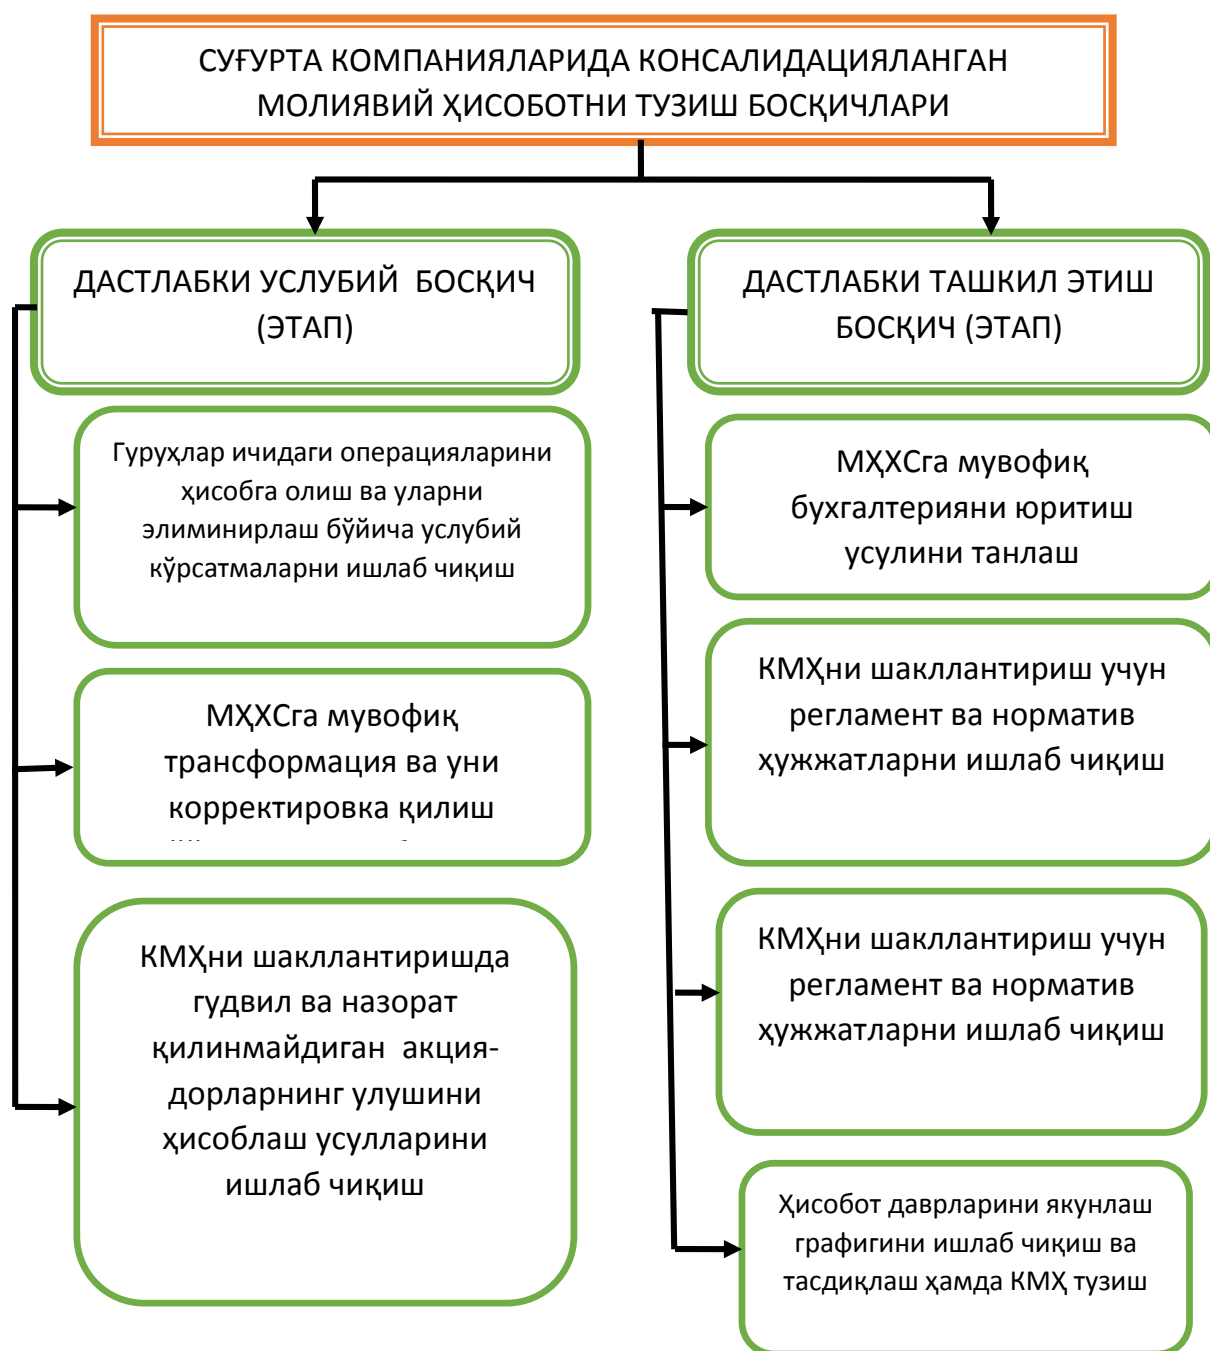 СУҒУРТА КОМПАНИЯЛАРИДА КОНСАЛИДАЦИЯЛАНГАН
МОЛИЯВИЙ ҲИСОБОТНИ ТУЗИШ БОСҚИЧЛАРИ
ДАСТЛАБКИ УСЛУБИЙ БОСҚИЧ
(ЭТАП)
Гуруҳлар ичидаги операцияларини
ҳисобга олиш ва уларни
элиминирлаш бўйича услубий
кўрсатмаларни ишлаб чиқиш
МҲХСга мувофиқ
трансформация ва уни
корректировка қилиш
КМҲни шакллантиришда
гудвил ва назорат
қилинмайдиган акция-
дорларнинг улушини
ҳисоблаш усулларини
ишлаб чиқиш
ДАСТЛАБКИ ТАШКИЛ ЭТИШ
БОСҚИЧ (ЭТАП)
МҲХСга мувофиқ
бухгалтерияни юритиш
усулини танлаш
КМҲни шакллантириш учун
регламент ва норматив
ҳужжатларни ишлаб чиқиш
КМҲни шакллантириш учун
регламент ва норматив
ҳужжатларни ишлаб чиқиш
Ҳисобот даврларини якунлаш
графигини ишлаб чиқиш ва
тасдиқлаш ҳамда КМҲ тузиш